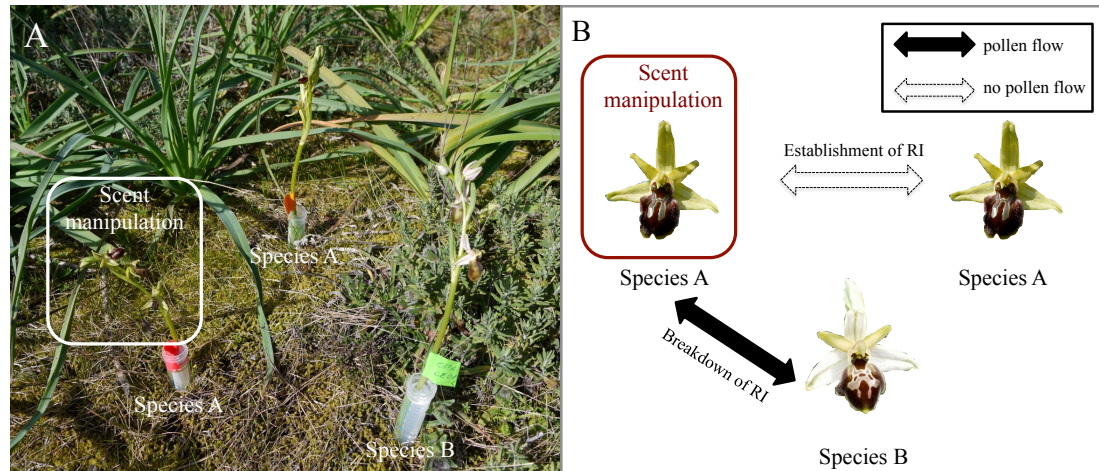 A
Scent
manipulation
Species A
Species A
Species B
B
pollen flow
no pollen flow
Scent
manipulation
Establishment of RI
Species A
Species A
Breakdown of RI
Species B